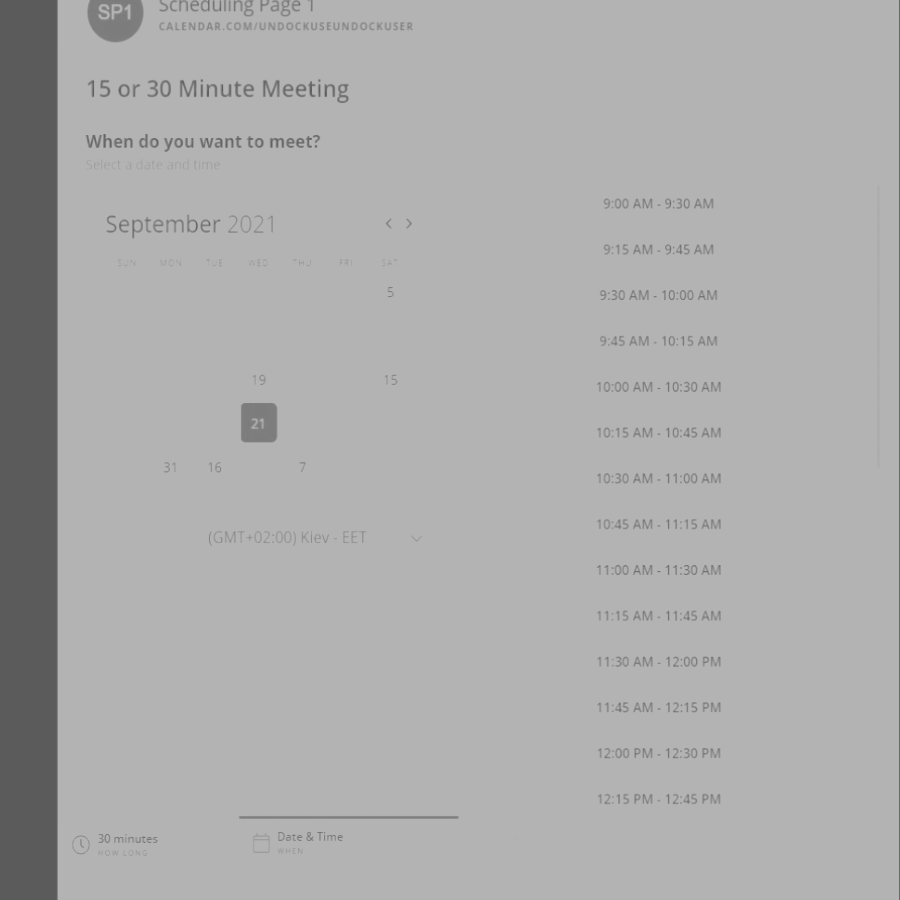 SP1
Scheduling Page 1
CALENDAR.COM/UNDOCKUSEUNDOCKUSER
15 or 30 Minute Meeting
When do you want to meet?
Select a date and time
September 2021
SUN MON TUE WED THU FRI SAT
5
19 15
21
31 16 7
(GMT+02:00) Kiev - EET
9:00 AM - 9:30 AM
9:15 AM - 9:45 AM
9:30 AM - 10:00 AM
9:45 AM - 10:15 AM
10:00 AM - 10:30 AM
10:15 AM - 10:45 AM
10:30 AM - 11:00 AM
10:45 AM - 11:15 AM
11:00 AM - 11:30 AM
11:15 AM - 11:45 AM
11:30 AM - 12:00 PM
11:45 AM - 12:15 PM
12:00 PM - 12:30 PM
12:15 PM - 12:45 PM
30 minutes
HOW LONG
Date & Time
WHEN